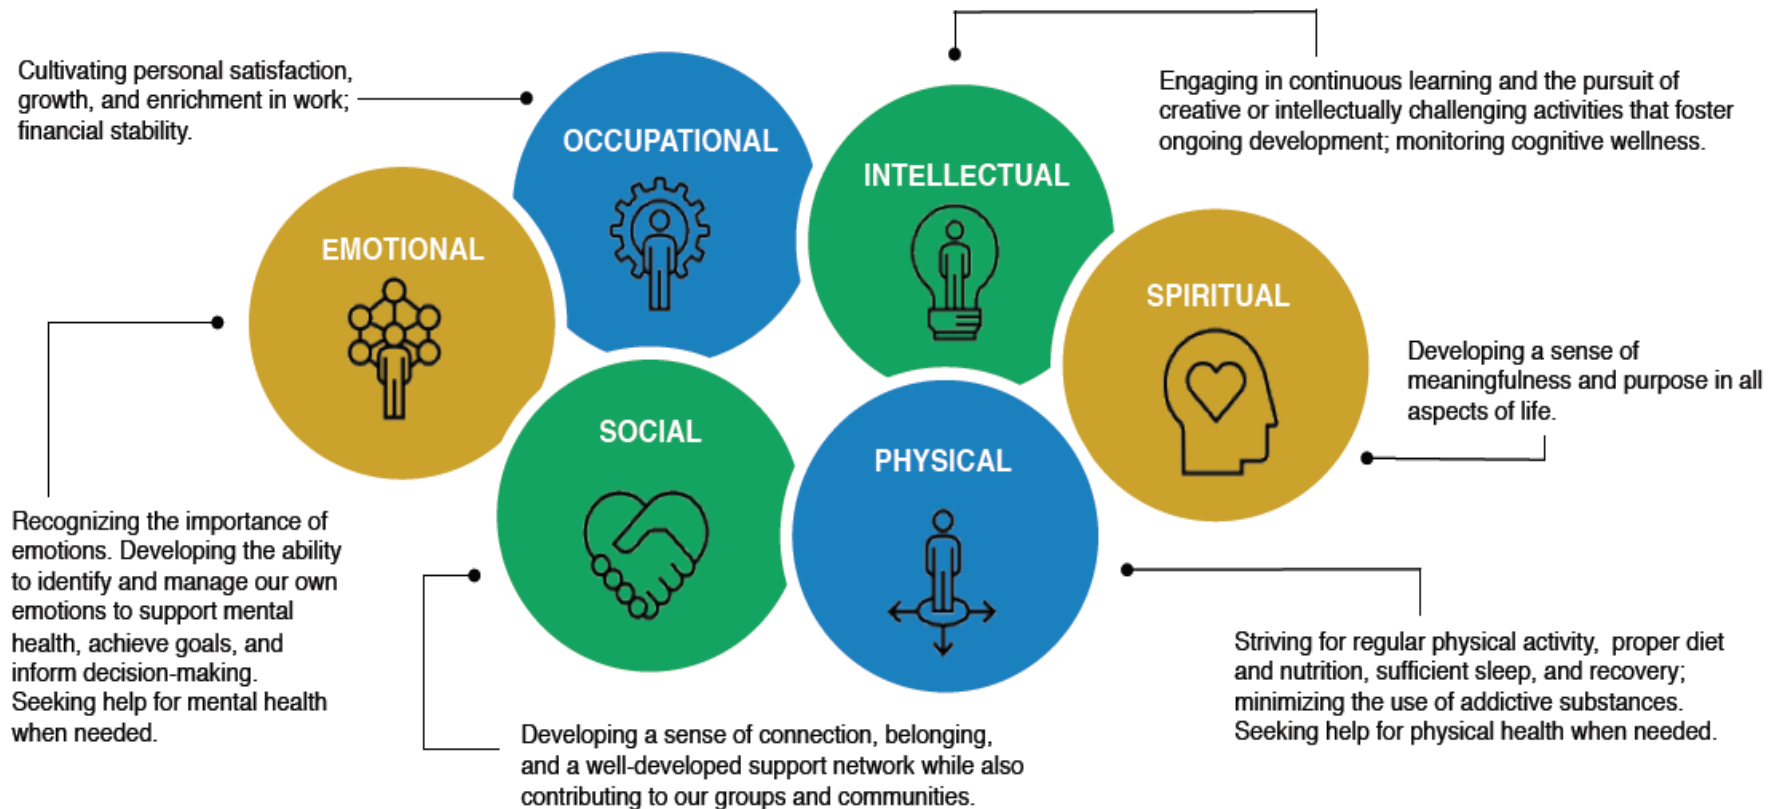 Cultivating personal satisfaction,
growth, and enrichment in work;
financial stability.
OCCUPATIONAL
INTELLECTUAL
Engaging in continuous learning and the pursuit of
creative or intellectually challenging activities that foster
ongoing development; monitoring cognitive wellness.
EMOTIONAL
SPIRITUAL
Developing a sense of
meaningfulness and purpose in all
aspects of life.
SOCIAL
PHYSICAL
Recognizing the importance of
emotions. Developing the ability
to identify and manage our own
emotions to support mental
health, achieve goals, and
inform decision-making.
Seeking help for mental health
when needed.
Developing a sense of connection, belonging,
and a well-developed support network while also
contributing to our groups and communities.
Striving for regular physical activity, proper diet
and nutrition, sufficient sleep, and recovery;
minimizing the use of addictive substances.
Seeking help for physical health when needed.